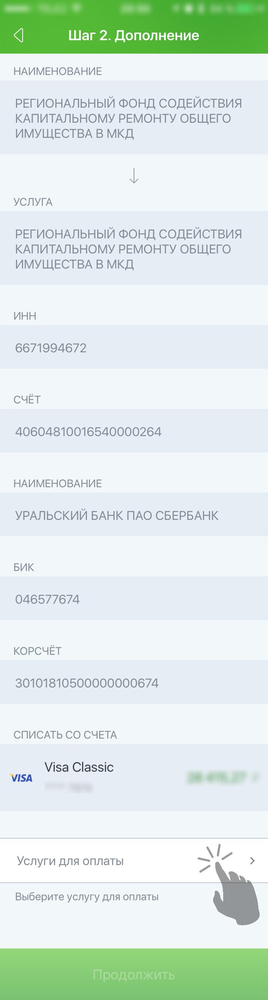 Шаг 2. Дополнение
НАИМЕНОВАНИЕ
РЕГИОНАЛЬНЫЙ ФОНД СОДЕЙСТВИЯ
КАПИТАЛЬНОМУ РЕМОНТУ ОБЩЕГО
ИМУЩЕСТВА В МКД
УСЛУГА
РЕГИОНАЛЬНЫЙ ФОНД СОДЕЙСТВИЯ
КАПИТАЛЬНОМУ РЕМОНТУ ОБЩЕГО
ИМУЩЕСТВА В МКД
ИНН
6671994672
СЧЁТ
40604810016540000264
НАИМЕНОВАНИЕ
УРАЛЬСКИЙ БАНК ПАО СБЕРБАНК
БИК
046577674
КОРСЧЁТ
30101810500000000674
СПИСАТЬ СО СЧЕТА
VISA Visa Classic
Услуги для оплаты
Выберите услугу для оплаты
Продолжить